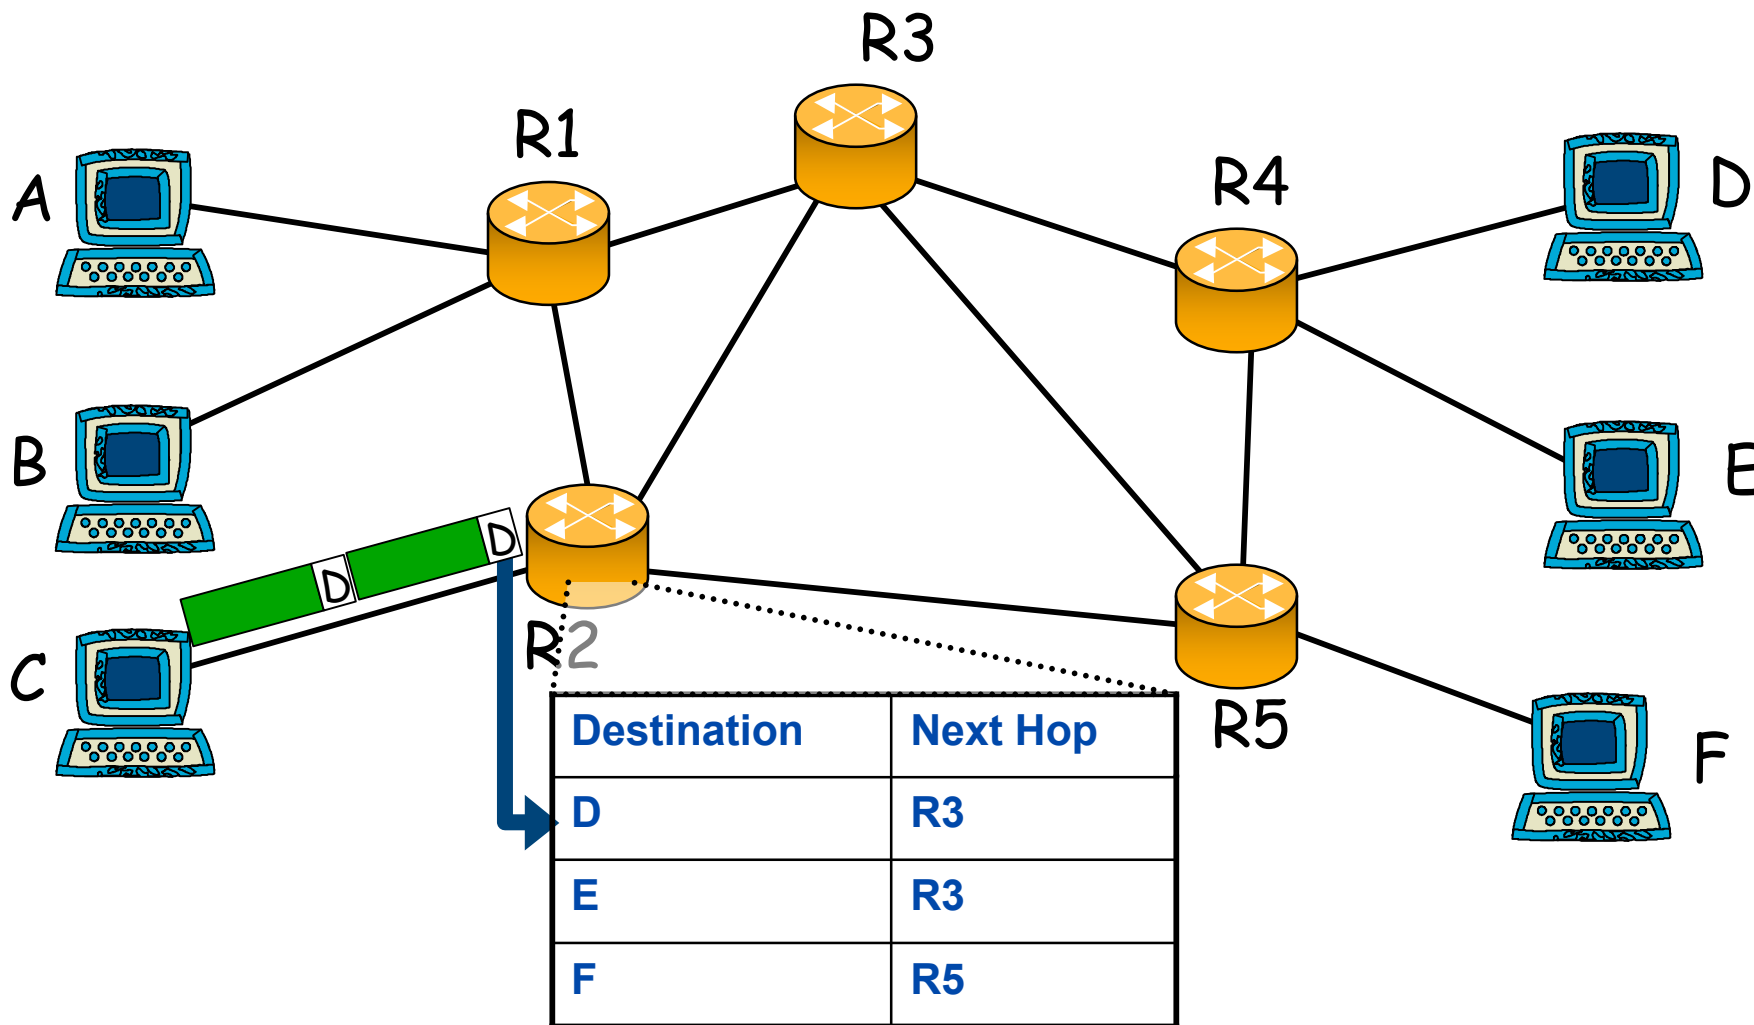 R3
R1
R4
A
D
B
E
D
D
R2
C
R5
F
Destination Next Hop
D R3
E R3
F R5